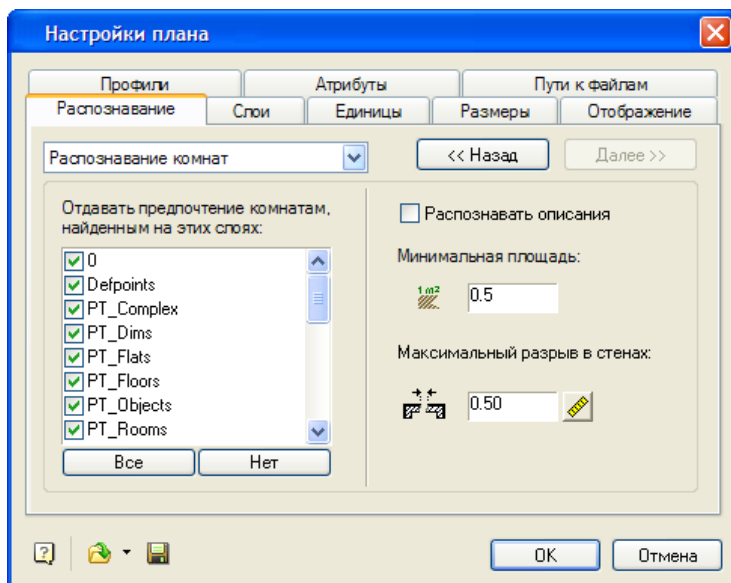 Настройки плана
Профили
Атрибуты
Пути к файлам
Распознавание
Слои
Единицы
Размеры
Отображение
Распознавание комнат
<< Назад
Далее >>
Отдавать предпочтение комнатам,
найденным на этих слоях:
0
Defpoints
PT_Complex
PT_Dims
PT_Flats
PT_Floors
PT_Objects
PT_Rooms
Все
Нет
Распознавать описания
Минимальная площадь:
1 m2
0.5
Максимальный разрыв в стенах:
0.50
?
OK
Отмена